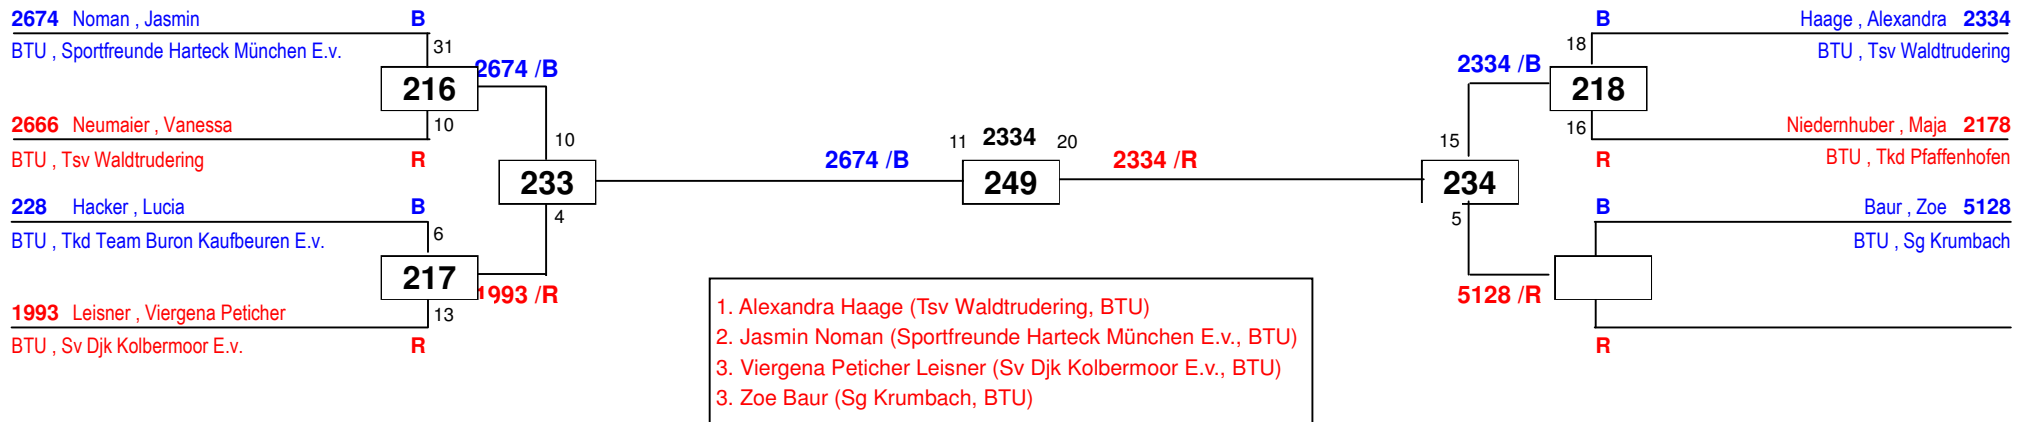 2674 Noman , Jasmin B
BTU , Sportfreunde Harteck München E.v.
31
2674 /B
216
10
2666 Neumaier , Vanessa
BTU , Tsv Waldtrudering R
228 Hacker , Lucia B
BTU , Tkd Team Buron Kaufbeuren E.v.
6
217
1993 /R
13
1993 Leisner , Viergena Peticher
BTU , Sv Djk Kolbermoor E.v. R
10
233
4
2674 /B
11 2334 20
249
2334 /R
15
234
5
B Haage , Alexandra 2334
18
BTU , Tsv Waldtrudering
2334 /B
218
16
Niedernhuber , Maja 2178
R BTU , Tkd Pfaffenhofen
B Baur , Zoe 5128
BTU , Sg Krumbach
5128 /R
R
1. Alexandra Haage (Tsv Waldtrudering, BTU)
2. Jasmin Noman (Sportfreunde Harteck München E.v., BTU)
3. Viergena Peticher Leisner (Sv Djk Kolbermoor E.v., BTU)
3. Zoe Baur (Sg Krumbach, BTU)